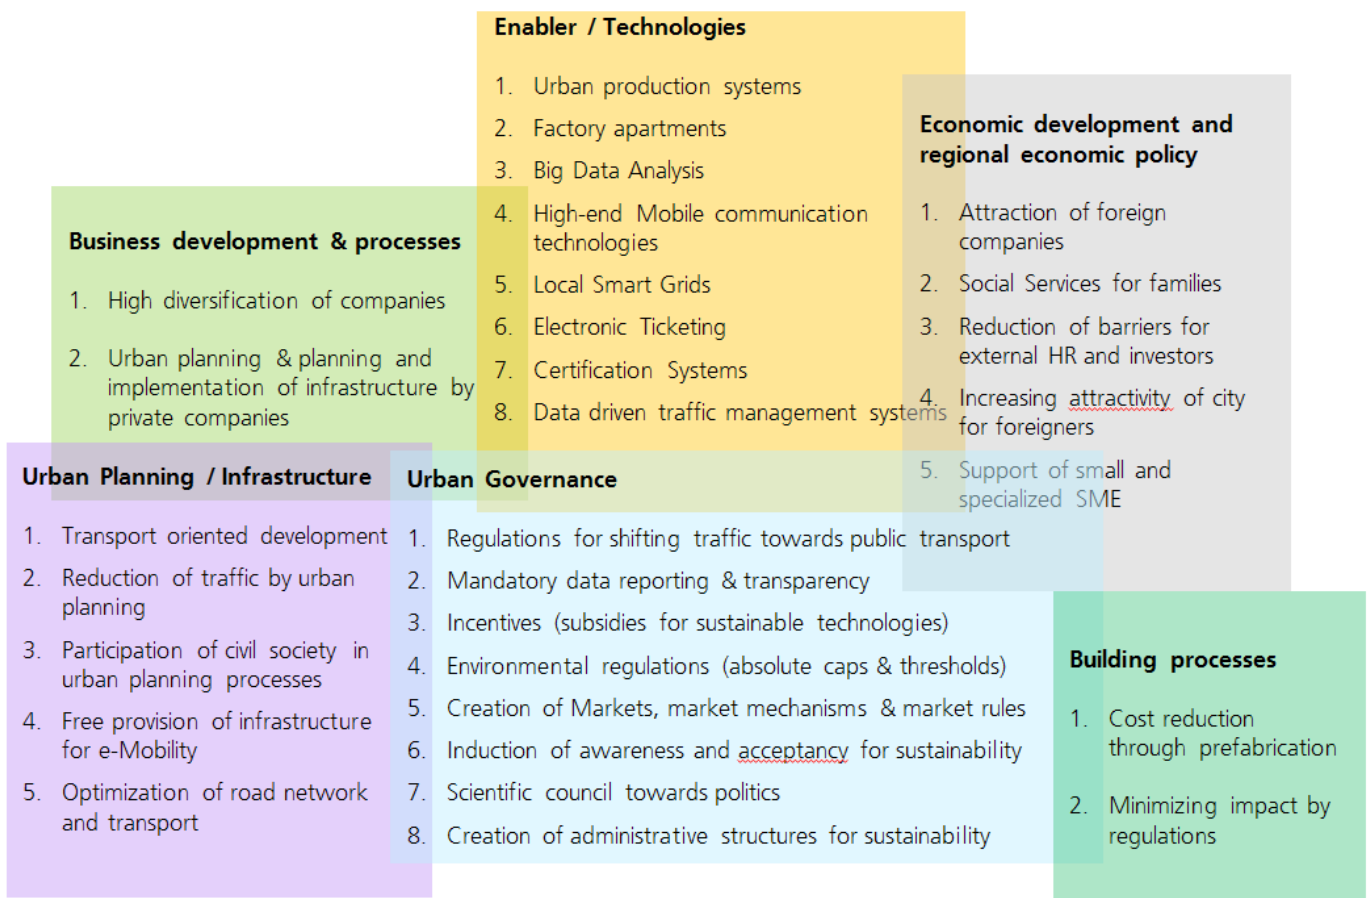 Enabler / Technologies
1. Urban production systems
2. Factory apartments
3. Big Data Analysis
4. High-end Mobile communication
technologies
5. Local Smart Grids
6. Electronic Ticketing
7. Certification Systems
8. Data driven traffic management systems
Economic development and
regional economic policy
1. Attraction of foreign
companies
2. Social Services for families
3. Reduction of barriers for
external HR and investors
4. Increasing attractivity of city
for foreigners
5. Support of small and
specialized SME
Business development & processes
1. High diversification of companies
2. Urban planning & planning and
implementation of infrastructure by
private companies
Urban Planning / Infrastructure
1. Transport oriented development
2. Reduction of traffic by urban
planning
3. Participation of civil society in
urban planning processes
4. Free provision of infrastructure
for e-Mobility
5. Optimization of road network
and transport
Urban Governance
1. Regulations for shifting traffic towards public transport
2. Mandatory data reporting & transparency
3. Incentives (subsidies for sustainable technologies)
4. Environmental regulations (absolute caps & thresholds)
5. Creation of Markets, market mechanisms & market rules
6. Induction of awareness and acceptancy for sustainability
7. Scientific council towards politics
8. Creation of administrative structures for sustainability
Building processes
1. Cost reduction
through prefabrication
2. Minimizing impact by
regulations